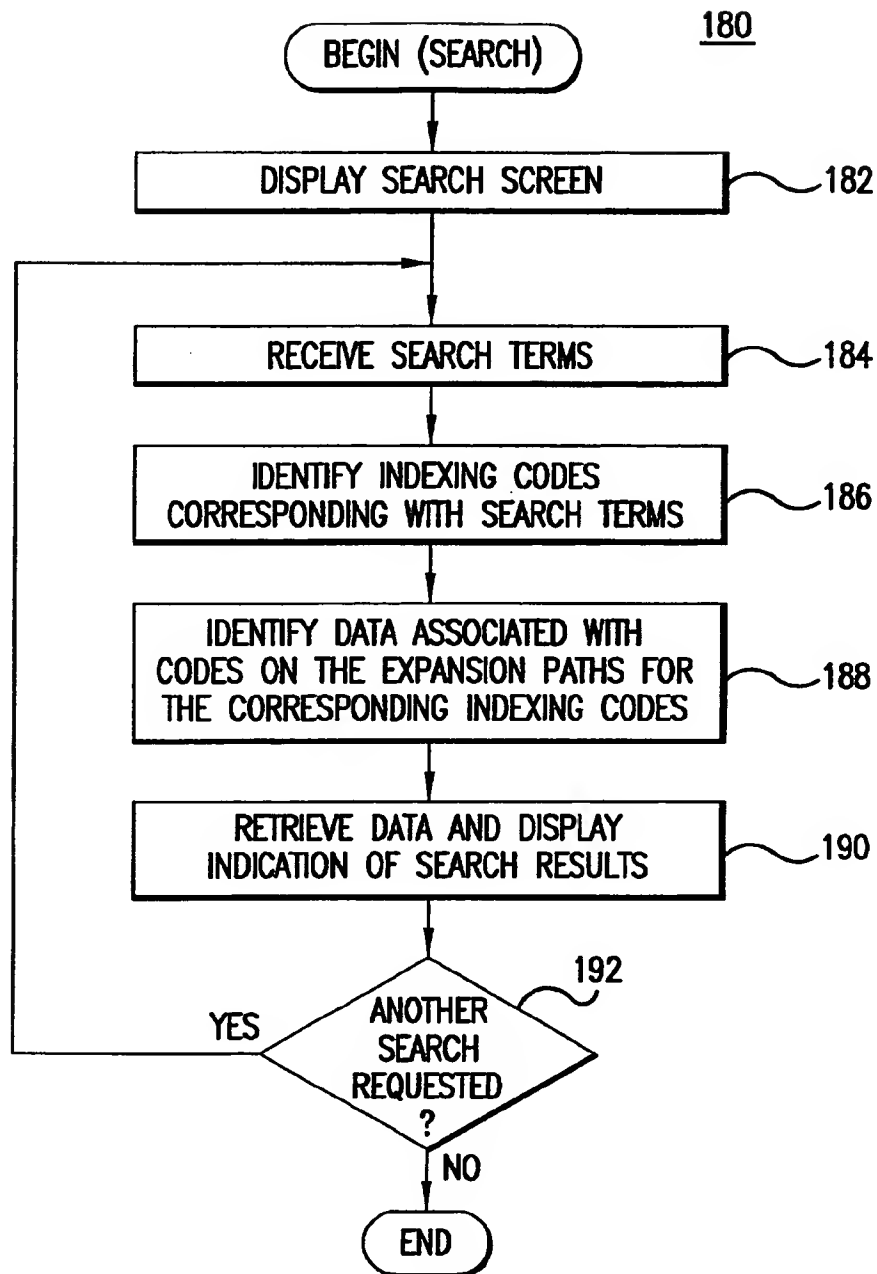 180
BEGIN (SEARCH)
DISPLAY SEARCH SCREEN
182
RECEIVE SEARCH TERMS
184
IDENTIFY INDEXING CODES
CORRESPONDING WITH SEARCH TERMS
186
IDENTIFY DATA ASSOCIATED WITH
CODES ON THE EXPANSION PATHS FOR
THE CORRESPONDING INDEXING CODES
188
RETRIEVE DATA AND DISPLAY
INDICATION OF SEARCH RESULTS
190
192
YES
ANOTHER
SEARCH
REQUESTED
?
NO
END